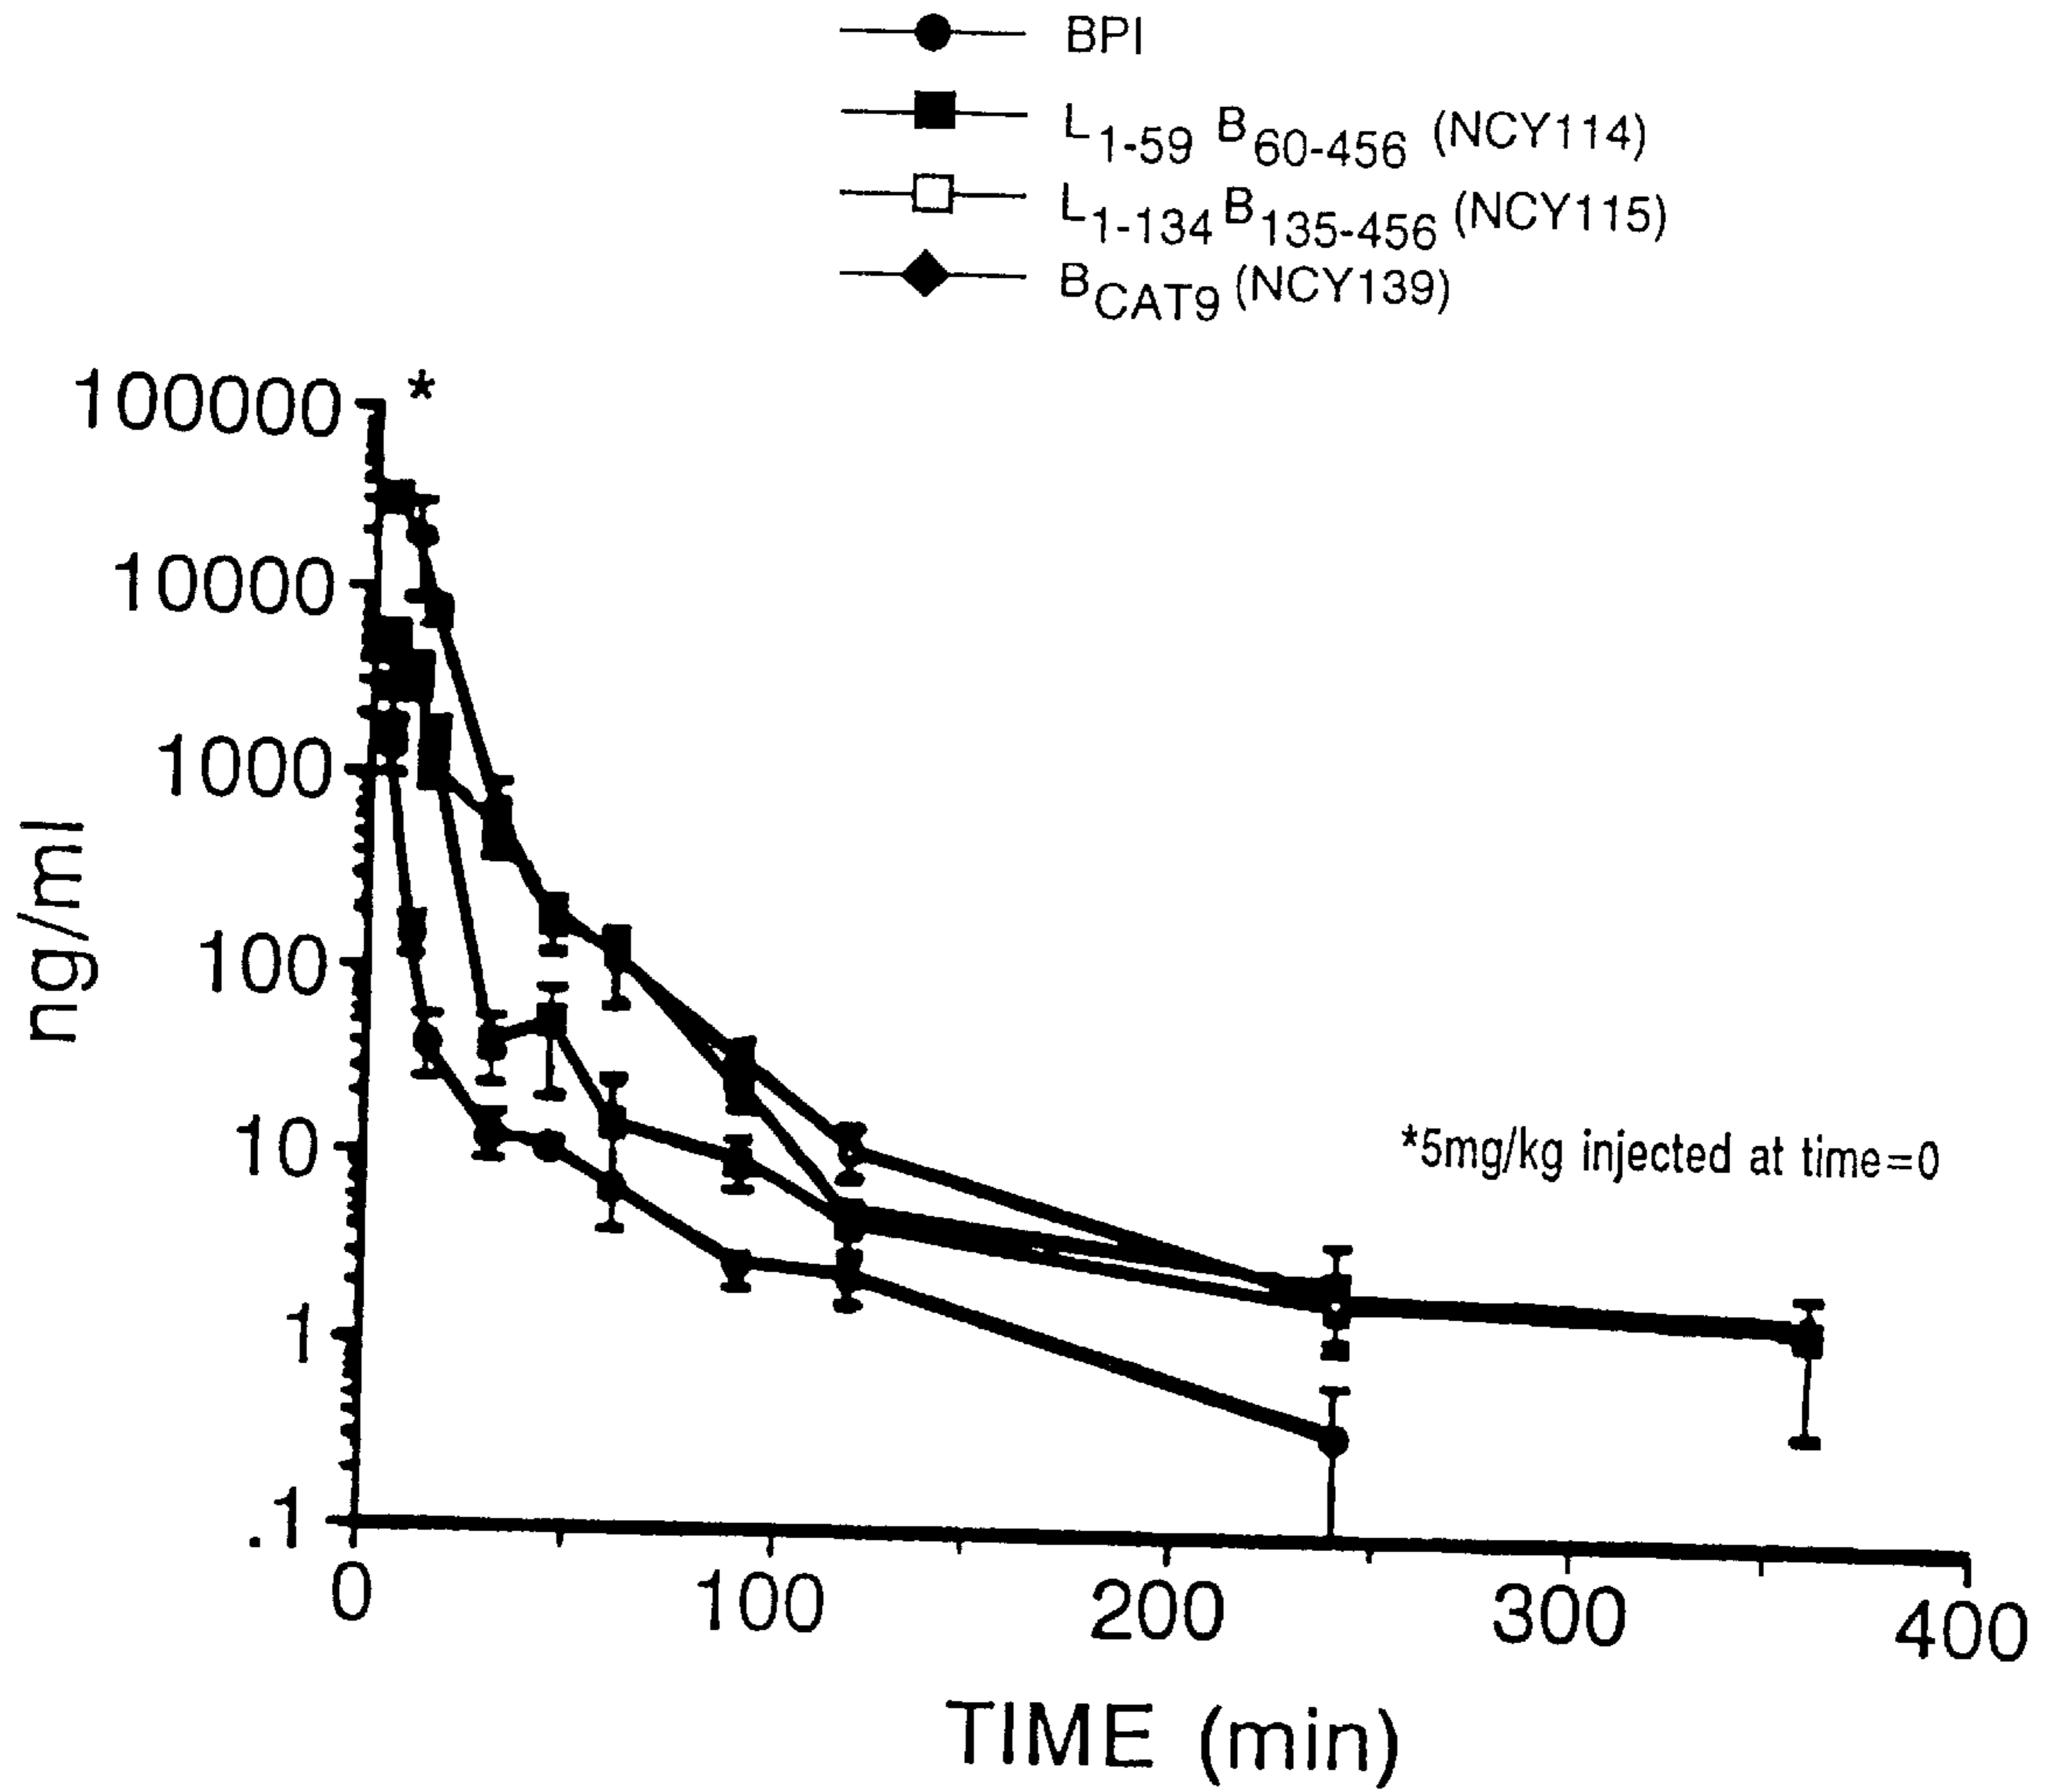 BPI
L1-59 B60-456 (NCY114)
L1-134 B135-456 (NCY115)
BCAT9 (NCY139)
*
100000
10000
1000
100
10
1
.1
ng/ml
*5mg/kg injected at time=0
0 100 200 300 400
TIME (min)